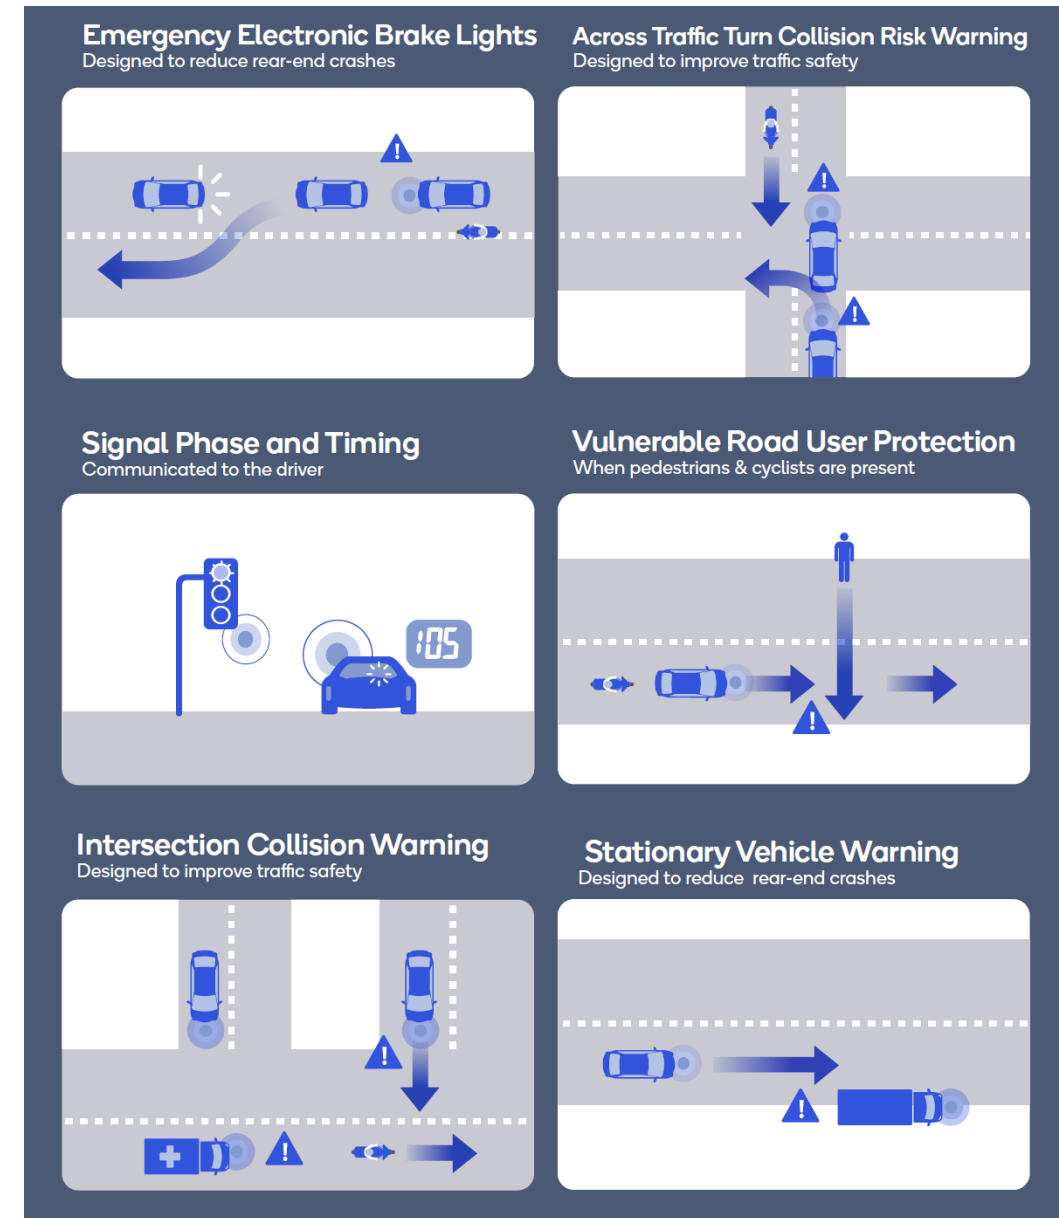 Emergency Electronic Brake Lights
Designed to reduce rear-end crashes
!
Across Traffic Turn Collision Risk Warning
Designed to improve traffic safety
!
!
Signal Phase and Timing
Communicated to the driver
105
Vulnerable Road User Protection
When pedestrians & cyclists are present
!
Intersection Collision Warning
Designed to improve traffic safety
!
!
Stationary Vehicle Warning
Designed to reduce rear-end crashes
!